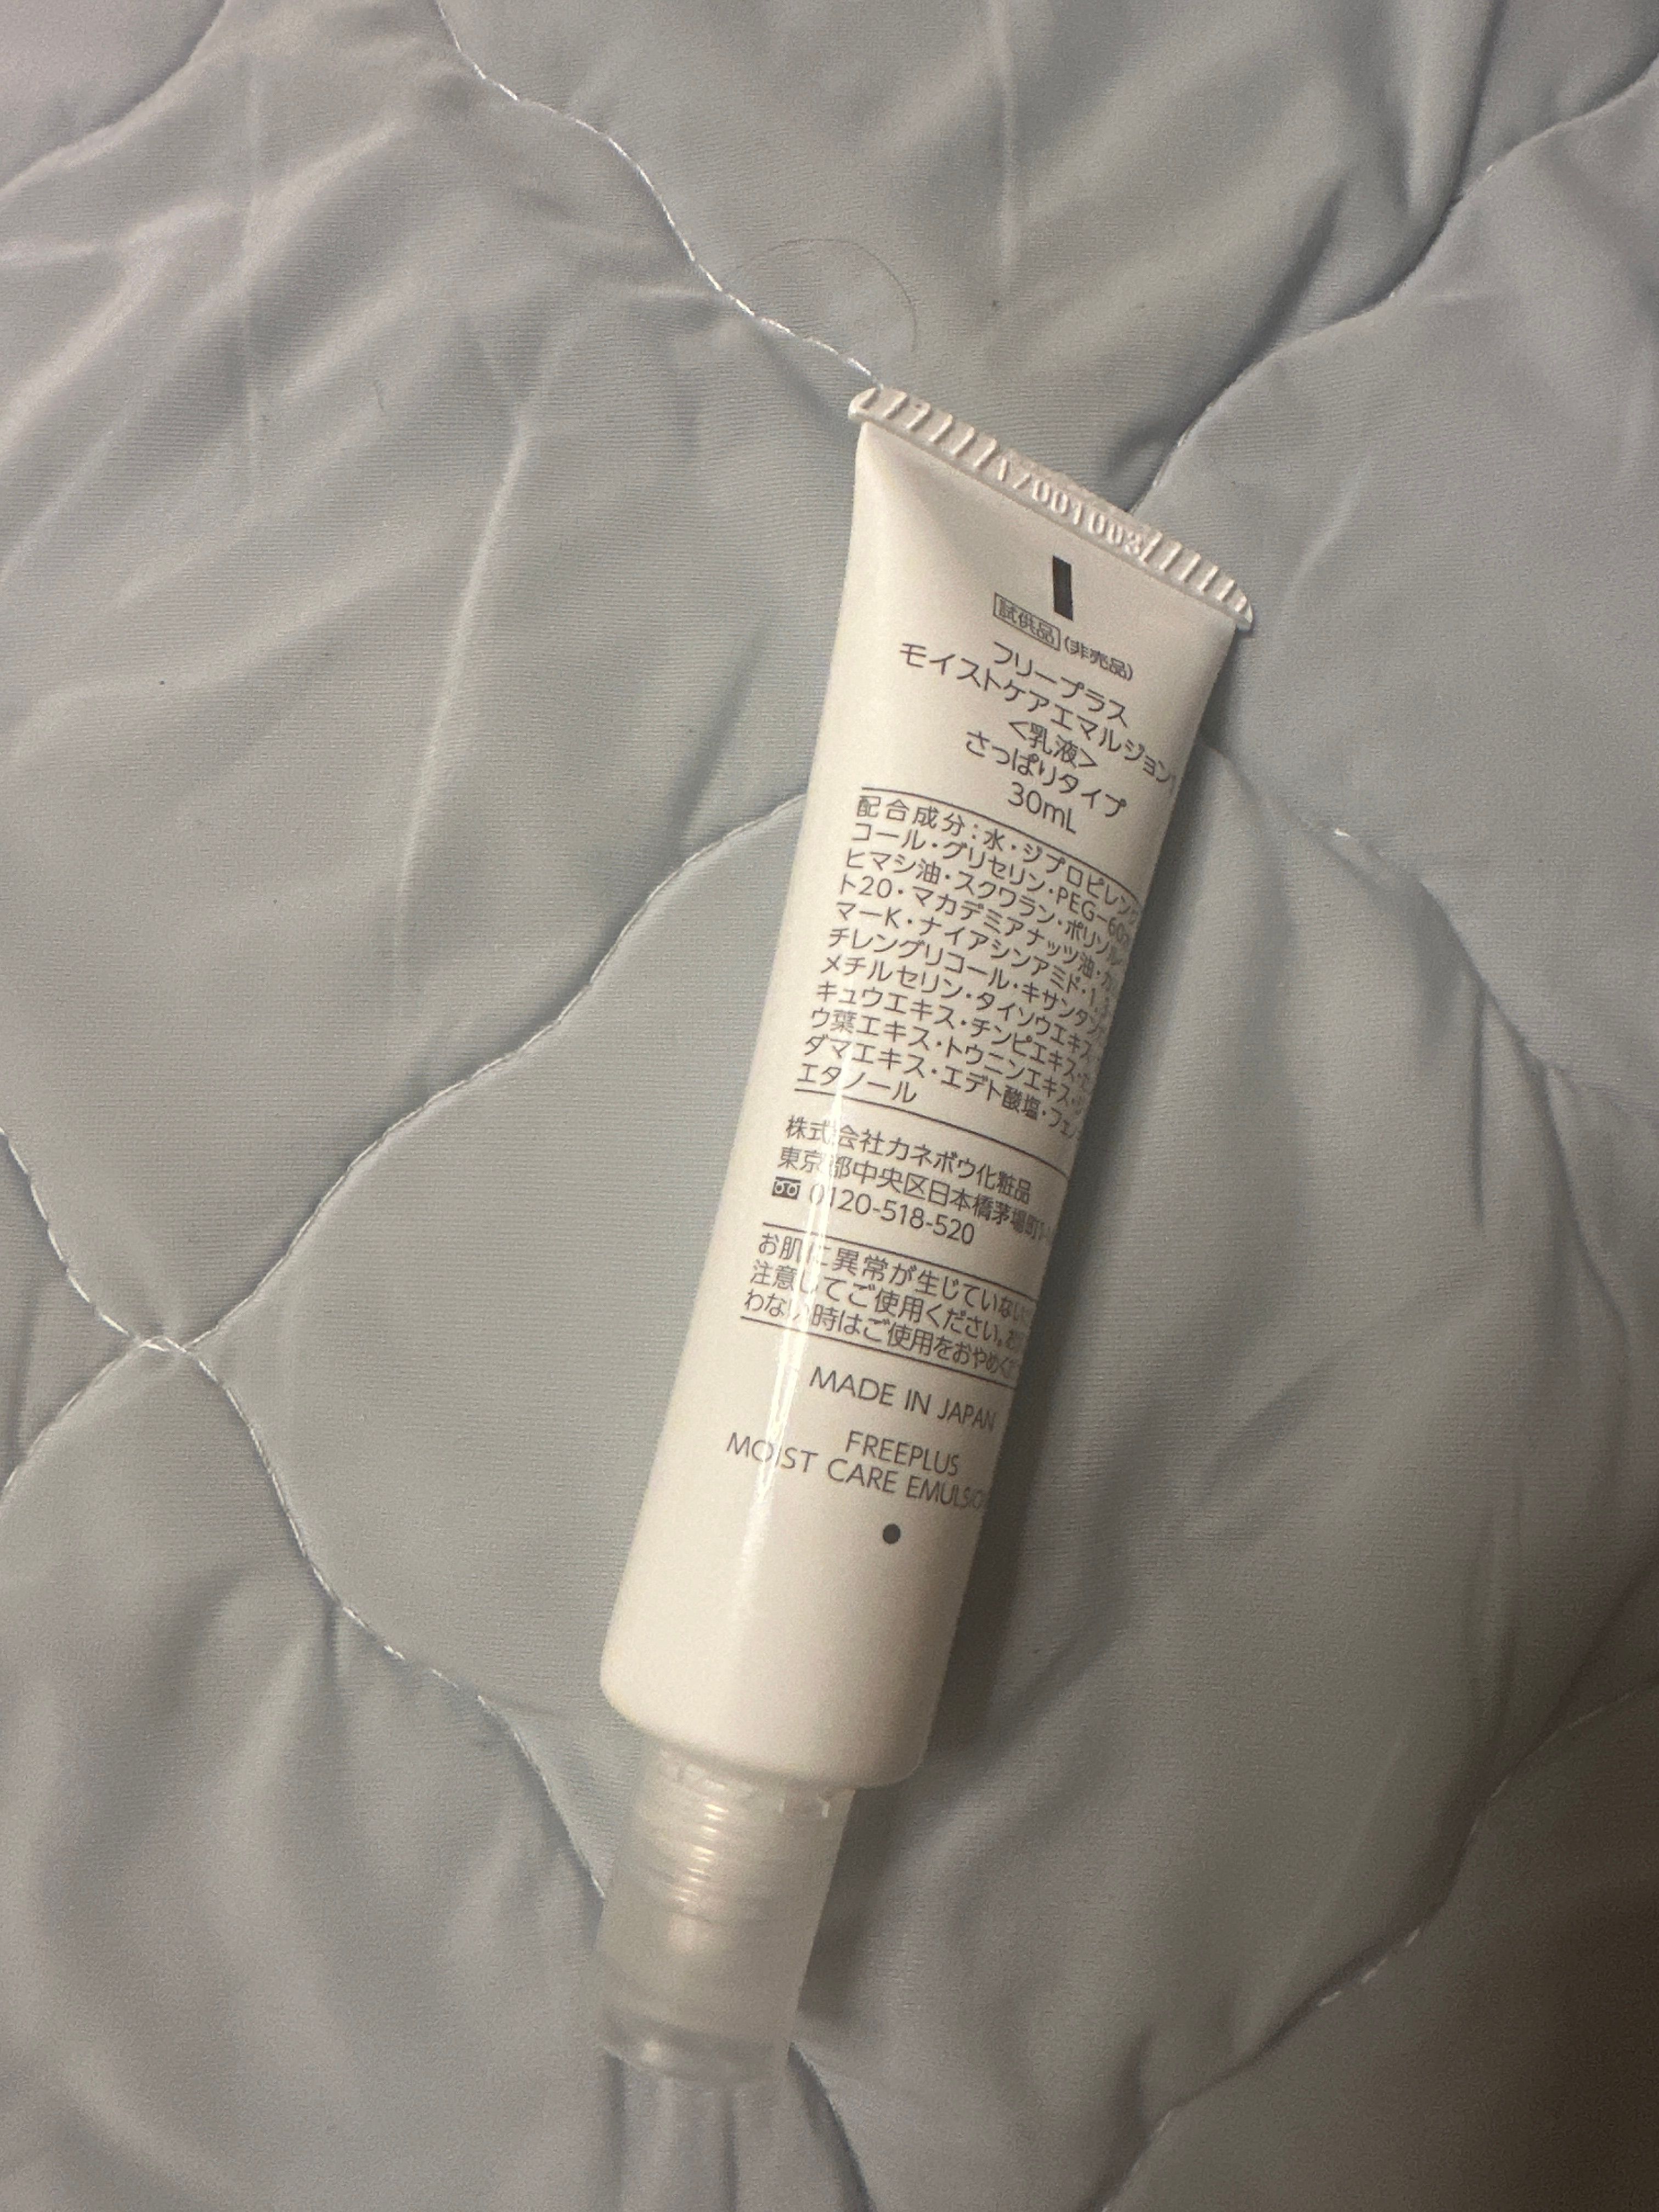 試供品 (非売品)
フリープラス
モイストケアエマルジョン
<乳液>
さっぱりタイプ
30mL
配合成分:水・ジプロピレング
コール・グリセリン・PEG-60
ヒマシ油・スクワラン・ポリソルベ
ト20・マカデミアナッツ油・カ
マーK・ナイアシンアミド・1,3-
チレングリコール・キサンタン
メチルセリン・タイソウエキス・
キュウエキス・チンピエキス・
ウ葉エキス・トウニンエキス・ジ
ダマエキス・エデト酸塩・フェノ
エタノール
株式会社カネボウ化粧品
東京都中央区日本橋茅場町1-
0120-518-520
お肌に異常が生じていないか
注意してご使用ください。お
わない時はご使用をおやめく
MADE IN JAPAN
FREEPLUS
MOIST CARE EMULSIO